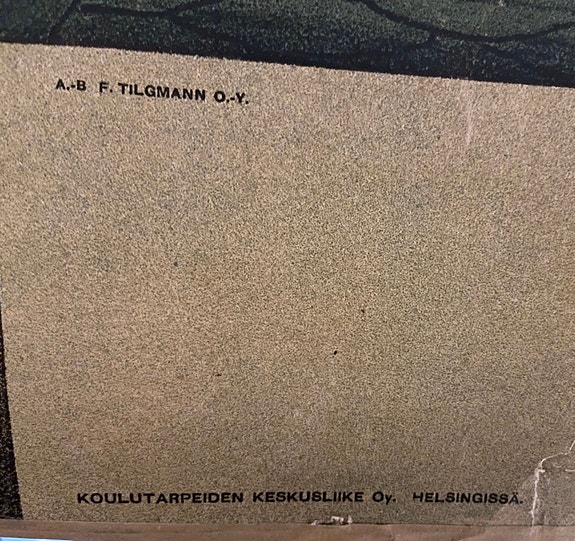 A.-B F. TILGMANN O.-Y.
KOULUTARPEIDEN KESKUSLIIKE Oy. HELSINGISSÄ.